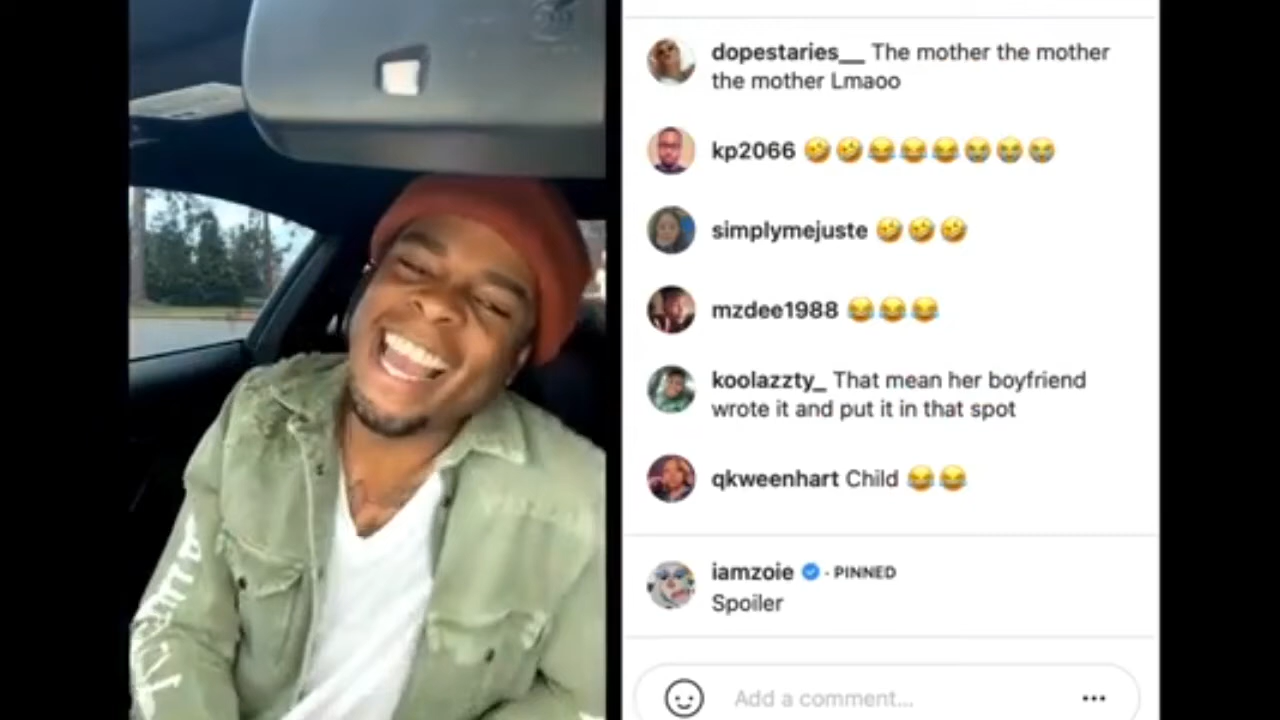 dopestaries__ The mother the mother
the mother Lmaoo
kp2066 🤣🤣😂😂😂😭😭😭
simplymejuste 🤣🤣🤣
mzdee1988 😂😂😂
koolazzty_ That mean her boyfriend
wrote it and put it in that spot
qkweenhart Child 😂😂
iamzoie - PINNED
Spoiler
Add a comment...